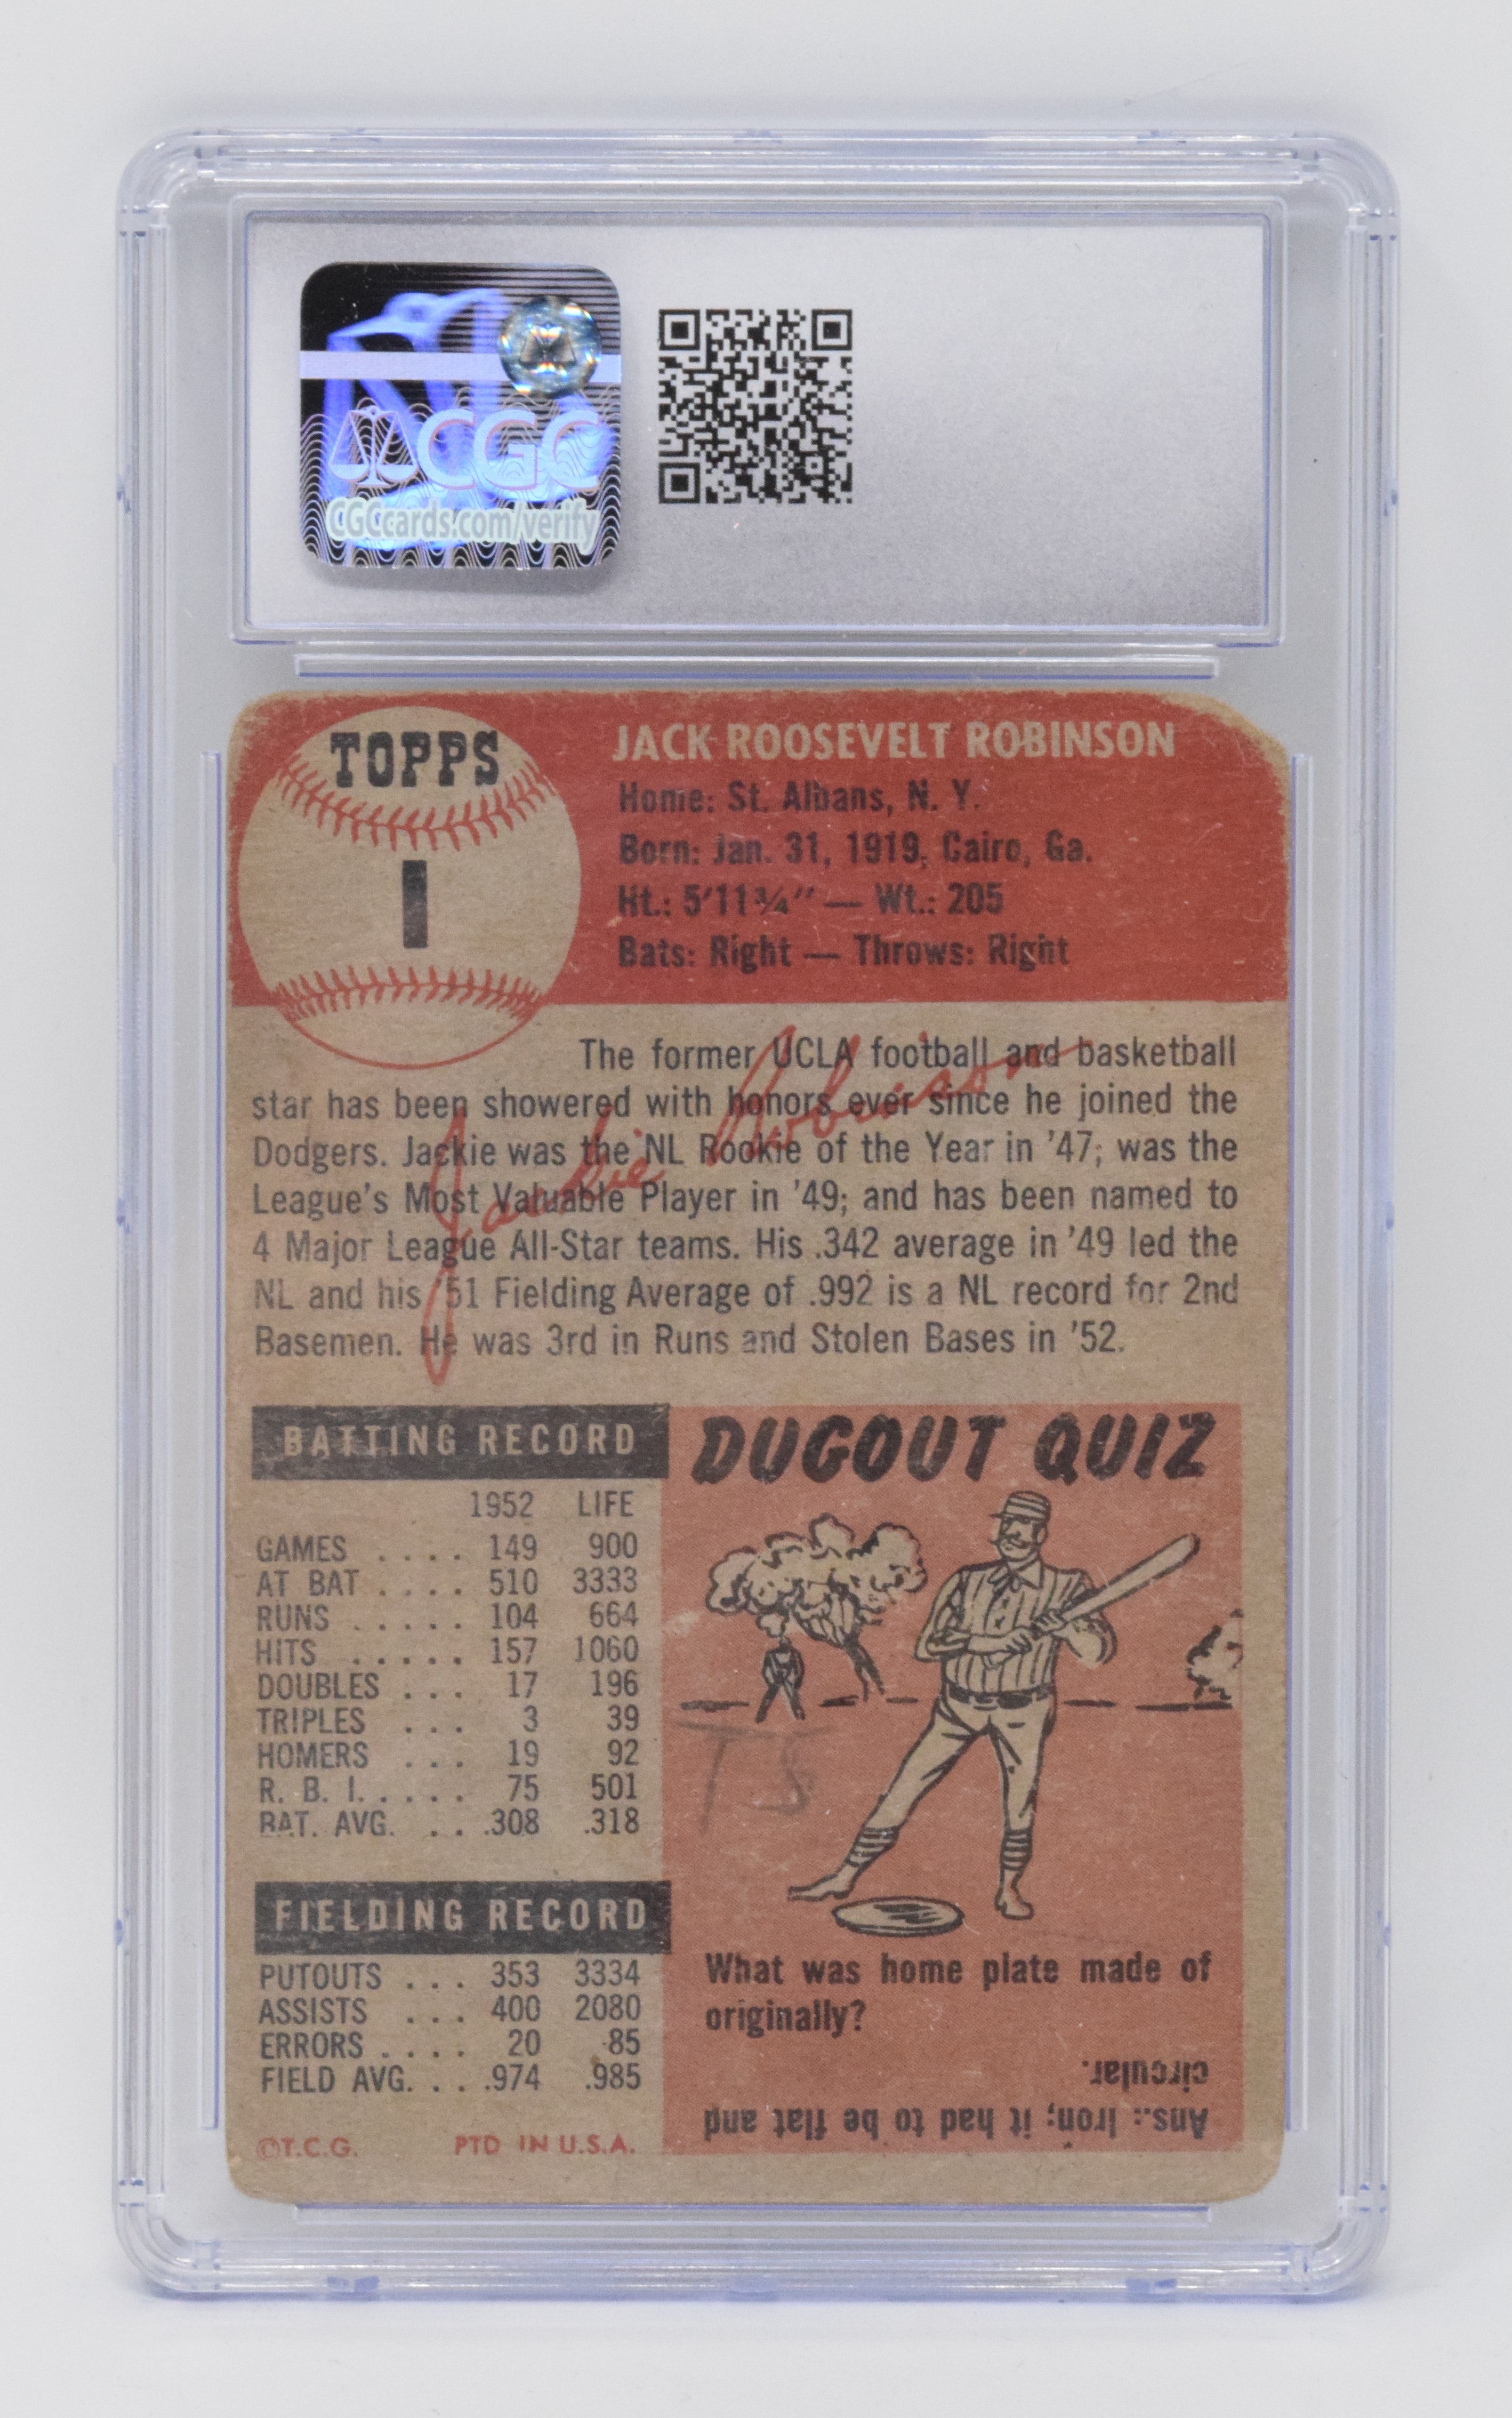 CGC
CGCcards.com/verify
TOPPS
1
JACK ROOSEVELT ROBINSON
Home: St. Albans, N. Y.
Born: Jan. 31, 1919, Cairo, Ga.
Ht.: 5'11¾" — Wt.: 205
Bats: Right — Throws: Right
The former UCLA football and basketball
star has been showered with honors ever since he joined the
Dodgers. Jackie was the NL Rookie of the Year in '47; was the
League's Most Valuable Player in '49; and has been named to
4 Major League All-Star teams. His .342 average in '49 led the
NL and his '51 Fielding Average of .992 is a NL record for 2nd
Basemen. He was 3rd in Runs and Stolen Bases in '52.
Jackie Robinson
BATTING RECORD
1952 LIFE
GAMES .... 149 900
AT BAT .... 510 3333
RUNS ..... 104 664
HITS ..... 157 1060
DOUBLES ... 17 196
TRIPLES ... 3 39
HOMERS ... 19 92
R. B. I. .... 75 501
BAT. AVG. .. .308 .318
FIELDING RECORD
PUTOUTS ... 353 3334
ASSISTS ... 400 2080
ERRORS .... 20 85
FIELD AVG. .. .974 .985
©T.C.G. PTD IN U.S.A.
DUGOUT QUIZ
TS
What was home plate made of
originally?
Ans.: Iron; it had to be flat and
circular.